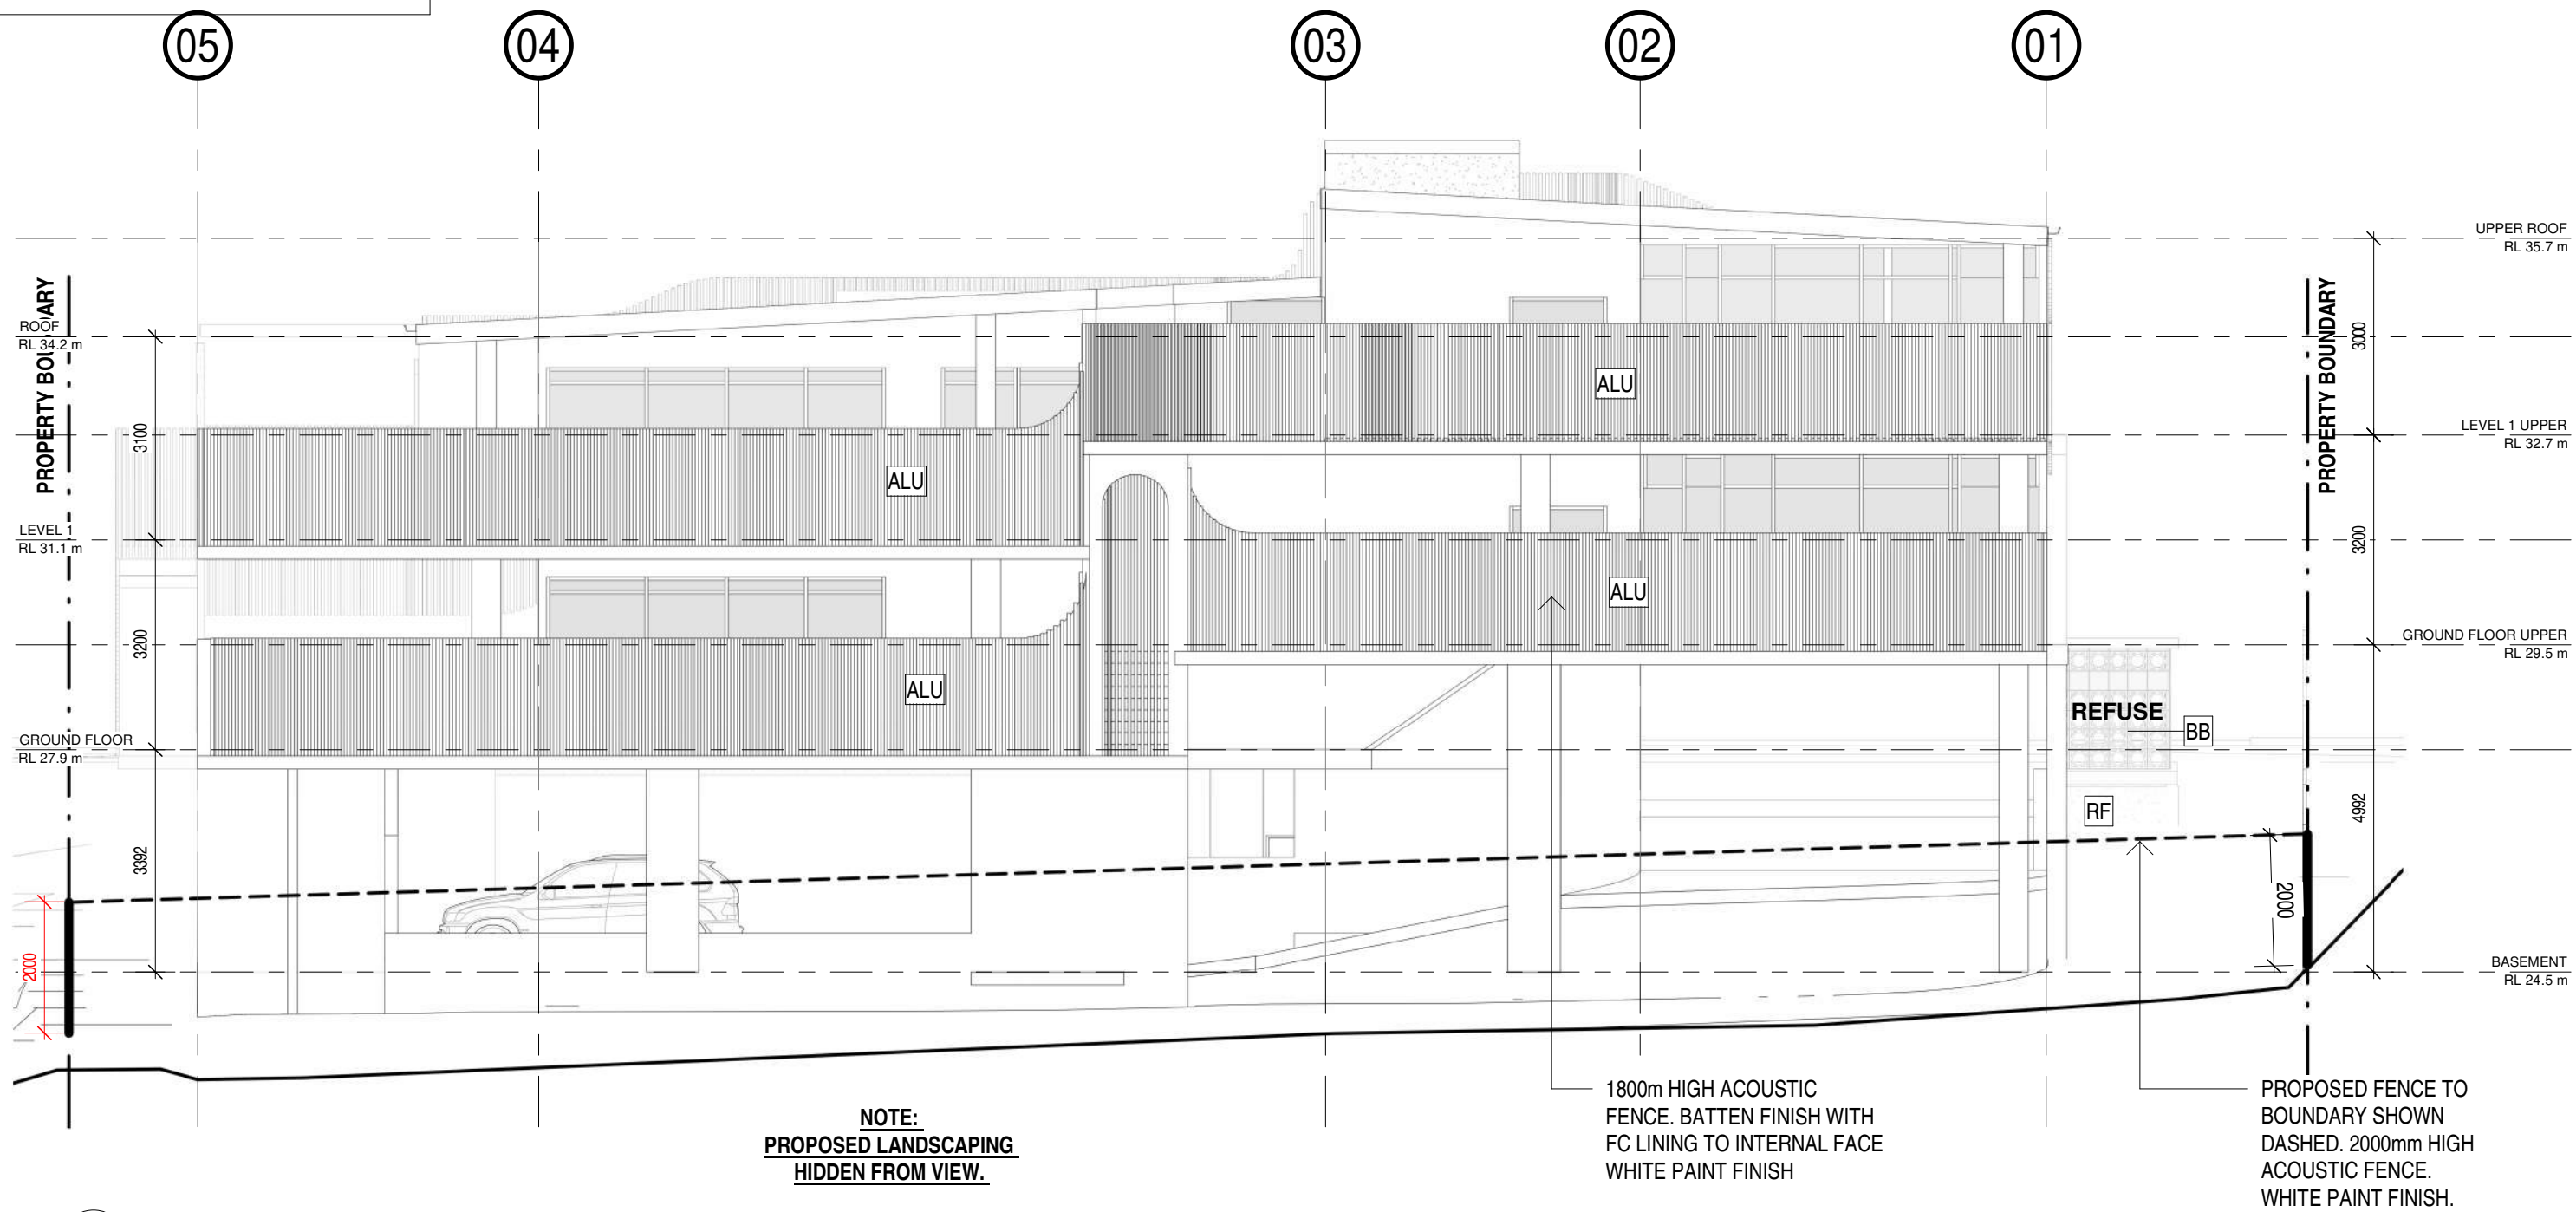 05
04
03
02
01
UPPER ROOF
RL 35.7 m
PROPERTY BOUNDARY
PROPERTY BOUNDARY
ROOF
RL 34.2 m
3000
ALU
3100
LEVEL 1 UPPER
RL 32.7 m
ALU
LEVEL 1
RL 31.1 m
3200
ALU
3200
GROUND FLOOR UPPER
RL 29.5 m
ALU
REFUSE
BB
GROUND FLOOR
RL 27.9 m
RF
4992
3392
2000
2000
BASEMENT
RL 24.5 m
NOTE:
PROPOSED LANDSCAPING
HIDDEN FROM VIEW.
1800m HIGH ACOUSTIC
FENCE. BATTEN FINISH WITH
FC LINING TO INTERNAL FACE
WHITE PAINT FINISH
PROPOSED FENCE TO
BOUNDARY SHOWN
DASHED. 2000mm HIGH
ACOUSTIC FENCE.
WHITE PAINT FINISH.